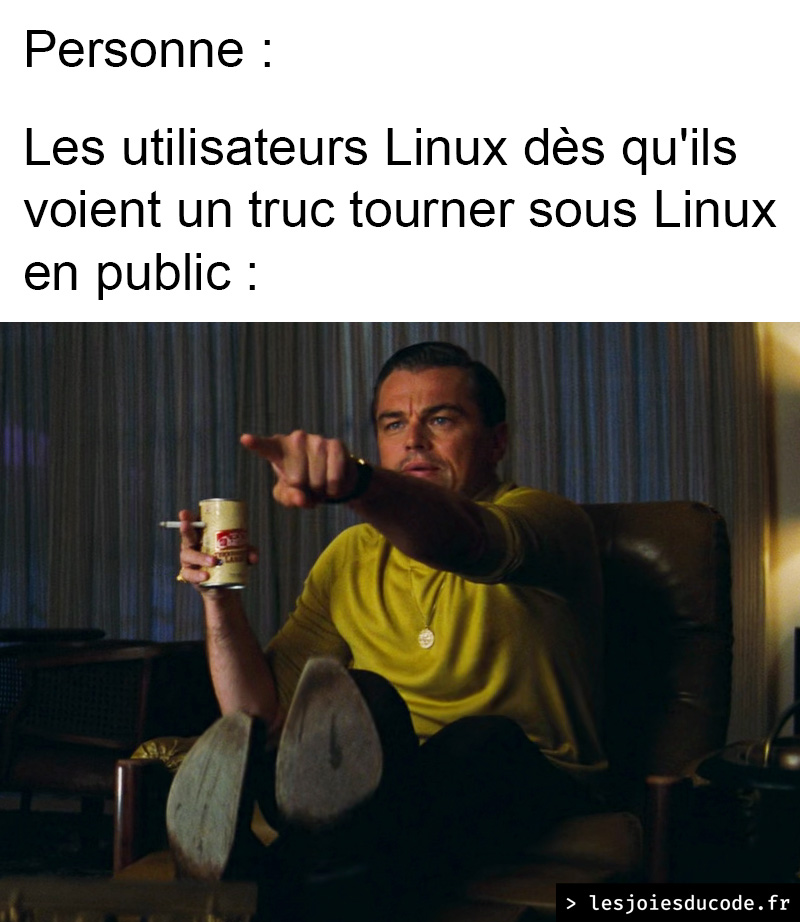 Personne :
Les utilisateurs Linux dès qu'ils
voient un truc tourner sous Linux
en public :
> lesjoiesducode.fr